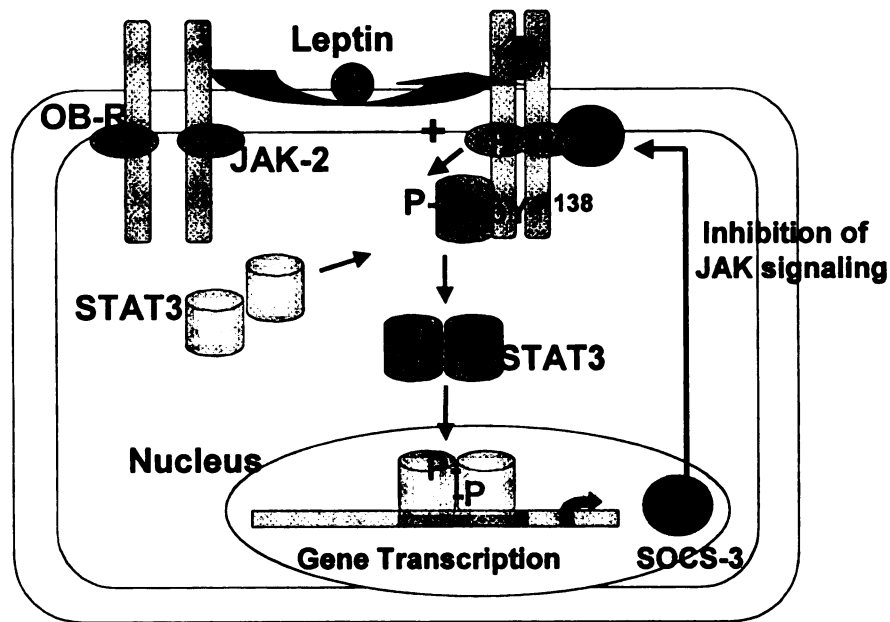 Leptin
OB-R
JAK-2
+
P-
138
Inhibition of
JAK signaling
STAT3
STAT3
Nucleus
P-
-P
Gene Transcription
SOCS-3